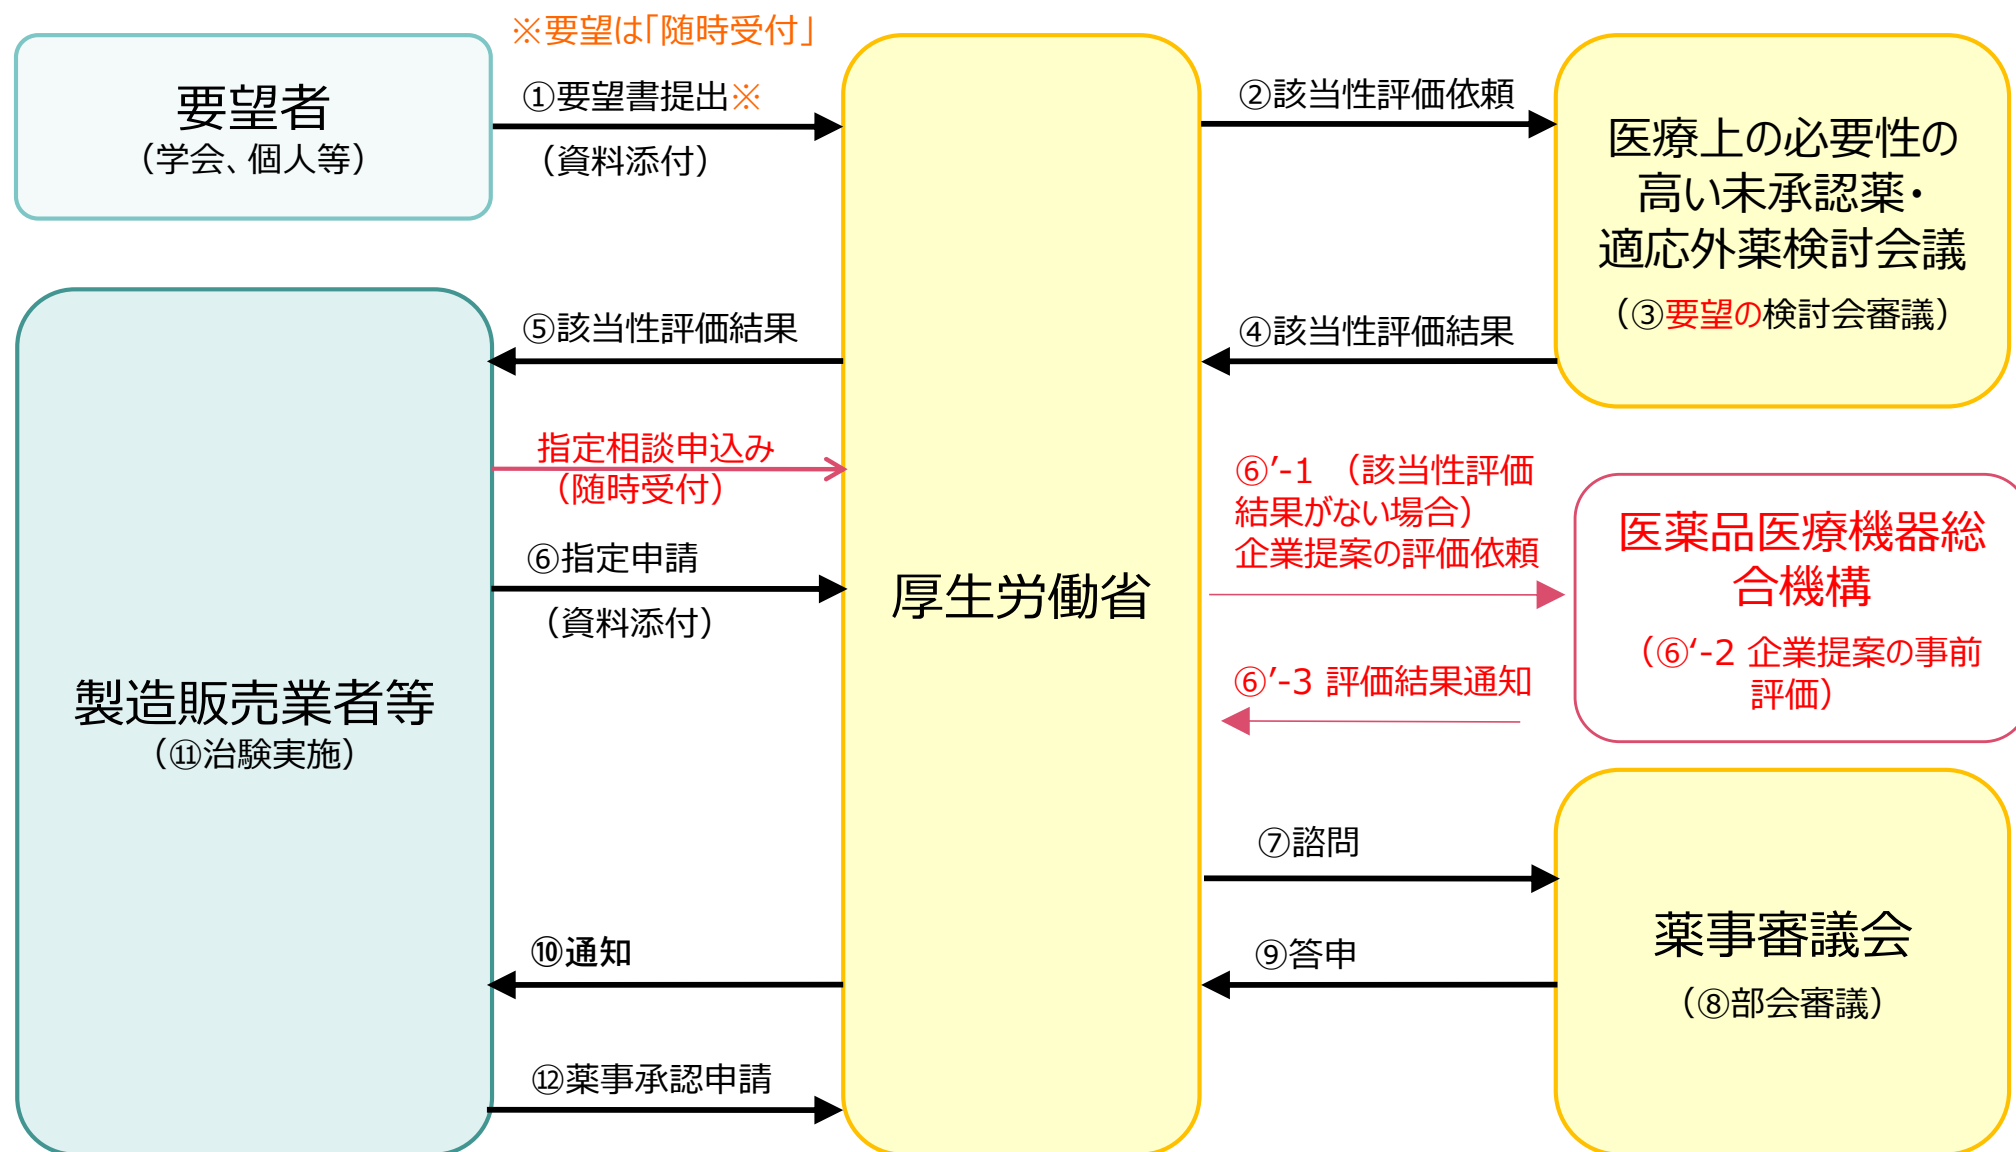 ※要望は「随時受付」
要望者
（学会、個人等）
①要望書提出※
（資料添付）
②該当性評価依頼
医療上の必要性の
高い未承認薬・
適応外薬検討会議
（③要望の検討会審議）
⑤該当性評価結果
④該当性評価結果
指定相談申込み
（随時受付）
⑥指定申請
（資料添付）
⑥’-1 （該当性評価
結果がない場合）
企業提案の評価依頼
厚生労働省
医薬品医療機器総
合機構
（⑥‘-2 企業提案の事前
評価）
⑥’-3 評価結果通知
製造販売業者等
（⑪治験実施）
⑦諮問
薬事審議会
（⑧部会審議）
⑩通知
⑨答申
⑫薬事承認申請